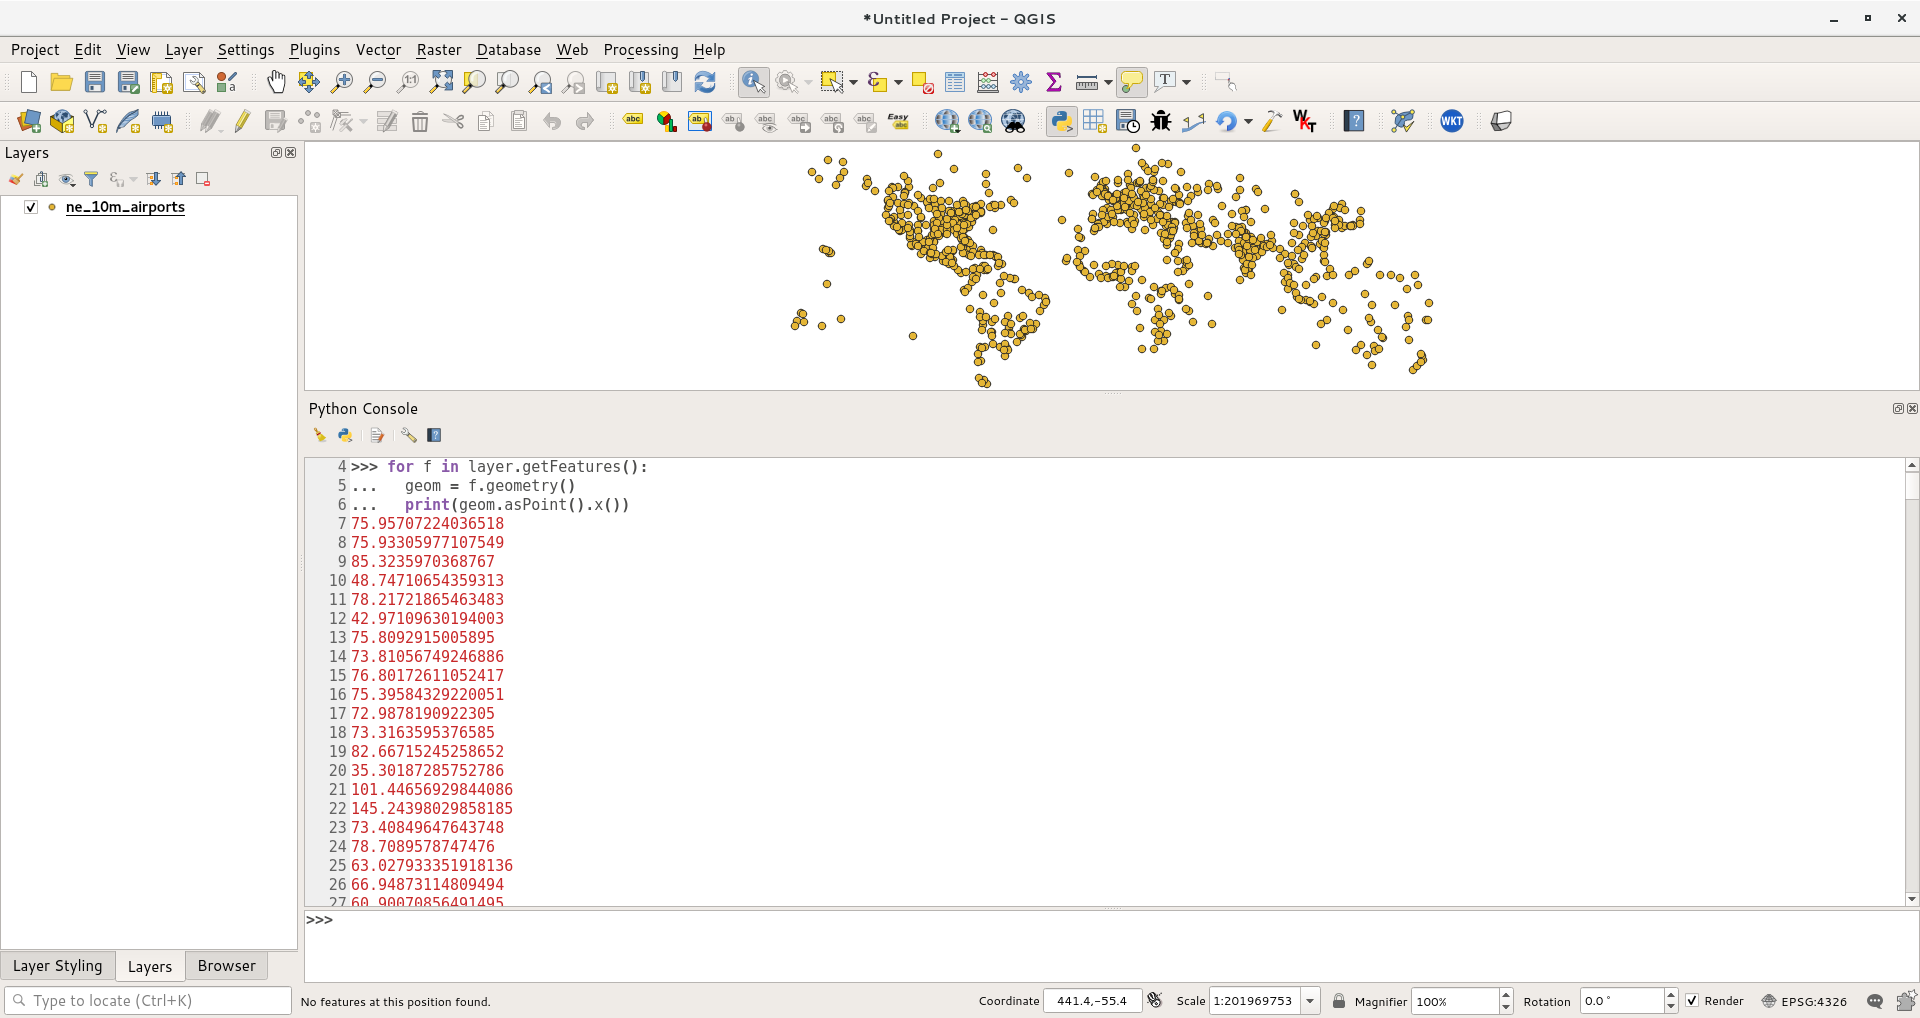 *Untitled Project - QGIS
Project Edit View Layer Settings Plugins Vector Raster Database Web Processing Help
Layers
ne_10m_airports
Python Console
4 >>> for f in layer.getFeatures():
5 ...   geom = f.geometry()
6 ...   print(geom.asPoint().x())
7 75.95707224036518
8 75.93305977107549
9 85.3235970368767
10 48.74710654359313
11 78.21721865463483
12 42.97109630194003
13 75.8092915005895
14 73.81056749246886
15 76.80172611052417
16 75.39584329220051
17 72.9878190922305
18 73.3163595376585
19 82.66715245258652
20 35.30187285752786
21 101.44656929844086
22 145.24398029858185
23 73.40849647643748
24 78.7089578747476
25 63.027933351918136
26 66.94873114809494
27 60.90070856491495
>>>
Layer Styling Layers Browser
Type to locate (Ctrl+K) No features at this position found. Coordinate 441.4,-55.4 Scale 1:201969753 Magnifier 100% Rotation 0.0 ° Render EPSG:4326